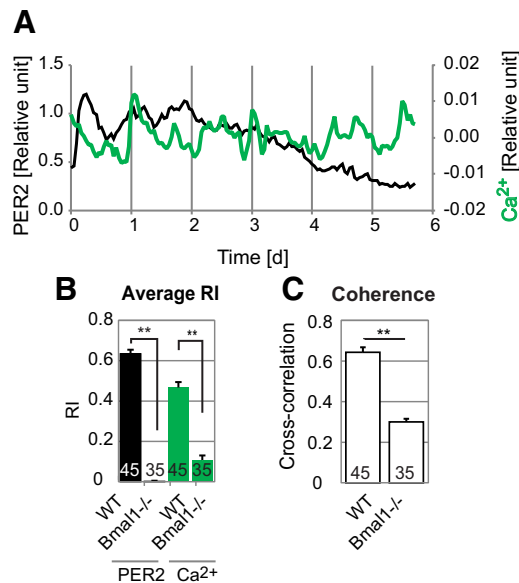 A
PER2 [Relative unit]
1.5
1.0
0.5
0.0
0.02
0.01
0.00
-0.01
-0.02
Ca2+ [Relative unit]
0 1 2 3 4 5 6
Time [d]
B Average RI
RI
0.8
0.6
0.4
0.2
0
** **
45 35 45 35
WT Bmal1-/- WT Bmal1-/-
PER2 Ca2+
C Coherence
Cross-correlation
0.8
0.6
0.4
0.2
0
**
45 35
WT Bmal1-/-